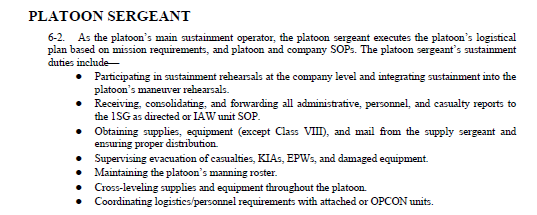 PLATOON SERGEANT
6-2. As the platoon's main sustainment operator, the platoon sergeant executes the platoon's logistical
plan based on mission requirements, and platoon and company SOPs. The platoon sergeant's sustainment
duties include—
• Participating in sustainment rehearsals at the company level and integrating sustainment into the
platoon's maneuver rehearsals.
• Receiving, consolidating, and forwarding all administrative, personnel, and casualty reports to
the 1SG as directed or IAW unit SOP.
• Obtaining supplies, equipment (except Class VIII), and mail from the supply sergeant and
ensuring proper distribution.
• Supervising evacuation of casualties, KIAs, EPWs, and damaged equipment.
• Maintaining the platoon's manning roster.
• Cross-leveling supplies and equipment throughout the platoon.
• Coordinating logistics/personnel requirements with attached or OPCON units.